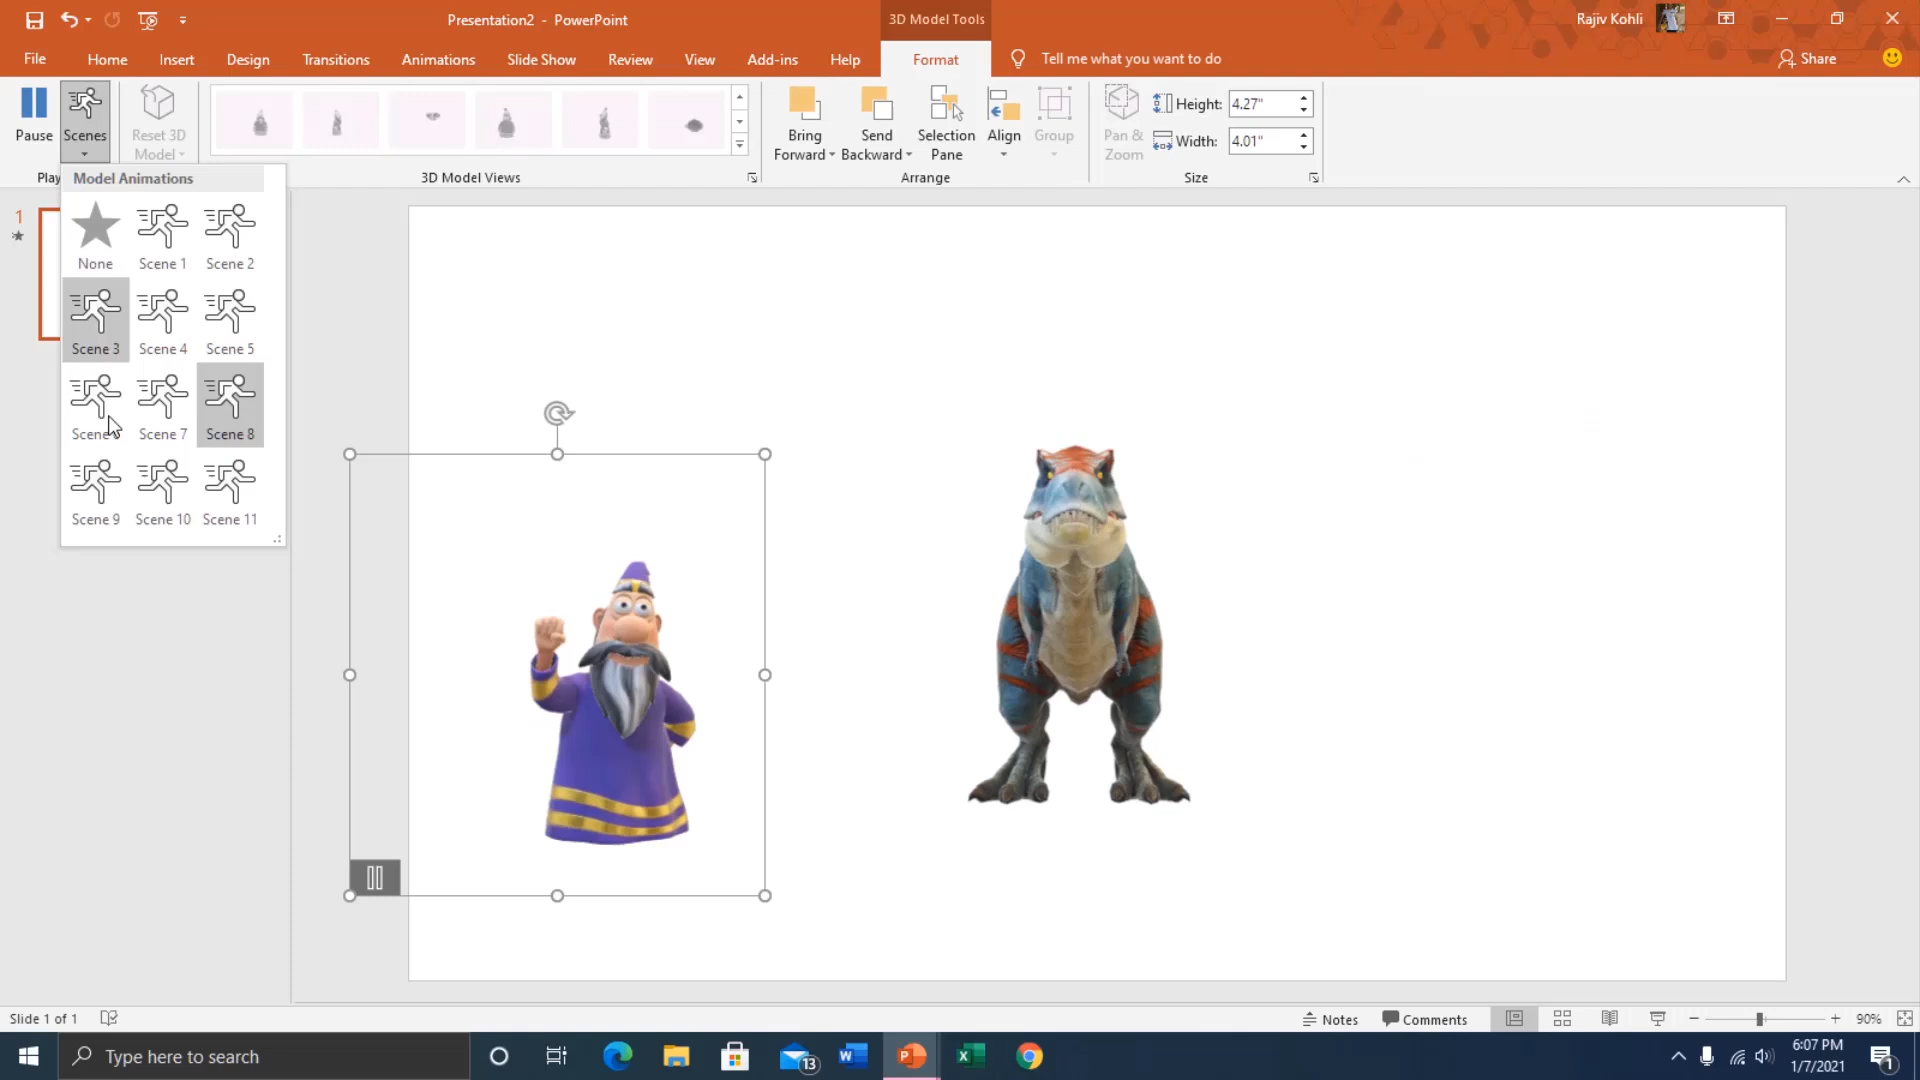 Presentation2 - PowerPoint
3D Model Tools
Rajiv Kohli
File Home Insert Design Transitions Animations Slide Show Review View Add-ins Help Format Tell me what you want to do Share
Pause
Scenes
Reset 3D
Model
Bring
Forward
Send
Backward
Selection
Pane
Align
Group
Pan &
Zoom
Height: 4.27"
Width: 4.01"
3D Model Views
Arrange
Size
Play
Model Animations
None Scene 1 Scene 2
Scene 3 Scene 4 Scene 5
Scene Scene 7 Scene 8
Scene 9 Scene 10 Scene 11
1
Slide 1 of 1
Notes Comments 90%
Type here to search
13
6:07 PM
1/7/2021
1